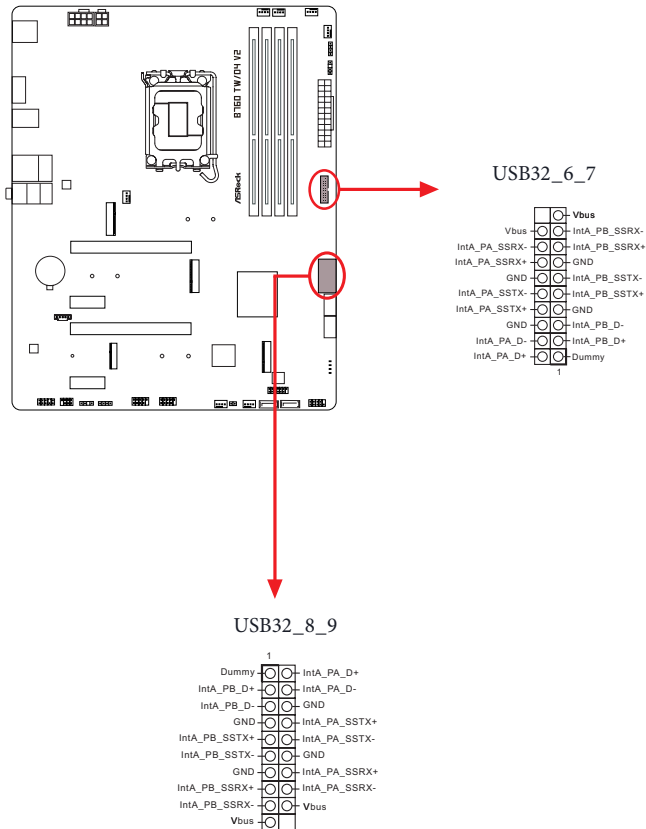 B760 TW/D4 V2
ASRock
USB32_6_7
Vbus
Vbus IntA_PB_SSRX-
IntA_PA_SSRX- IntA_PB_SSRX+
IntA_PA_SSRX+ GND
GND IntA_PB_SSTX-
IntA_PA_SSTX- IntA_PB_SSTX+
IntA_PA_SSTX+ GND
GND IntA_PB_D-
IntA_PA_D- IntA_PB_D+
IntA_PA_D+ Dummy
1
USB32_8_9
1
Dummy IntA_PA_D+
IntA_PB_D+ IntA_PA_D-
IntA_PB_D- GND
GND IntA_PA_SSTX+
IntA_PB_SSTX+ IntA_PA_SSTX-
IntA_PB_SSTX- GND
GND IntA_PA_SSRX+
IntA_PB_SSRX+ IntA_PA_SSRX-
IntA_PB_SSRX- Vbus
Vbus